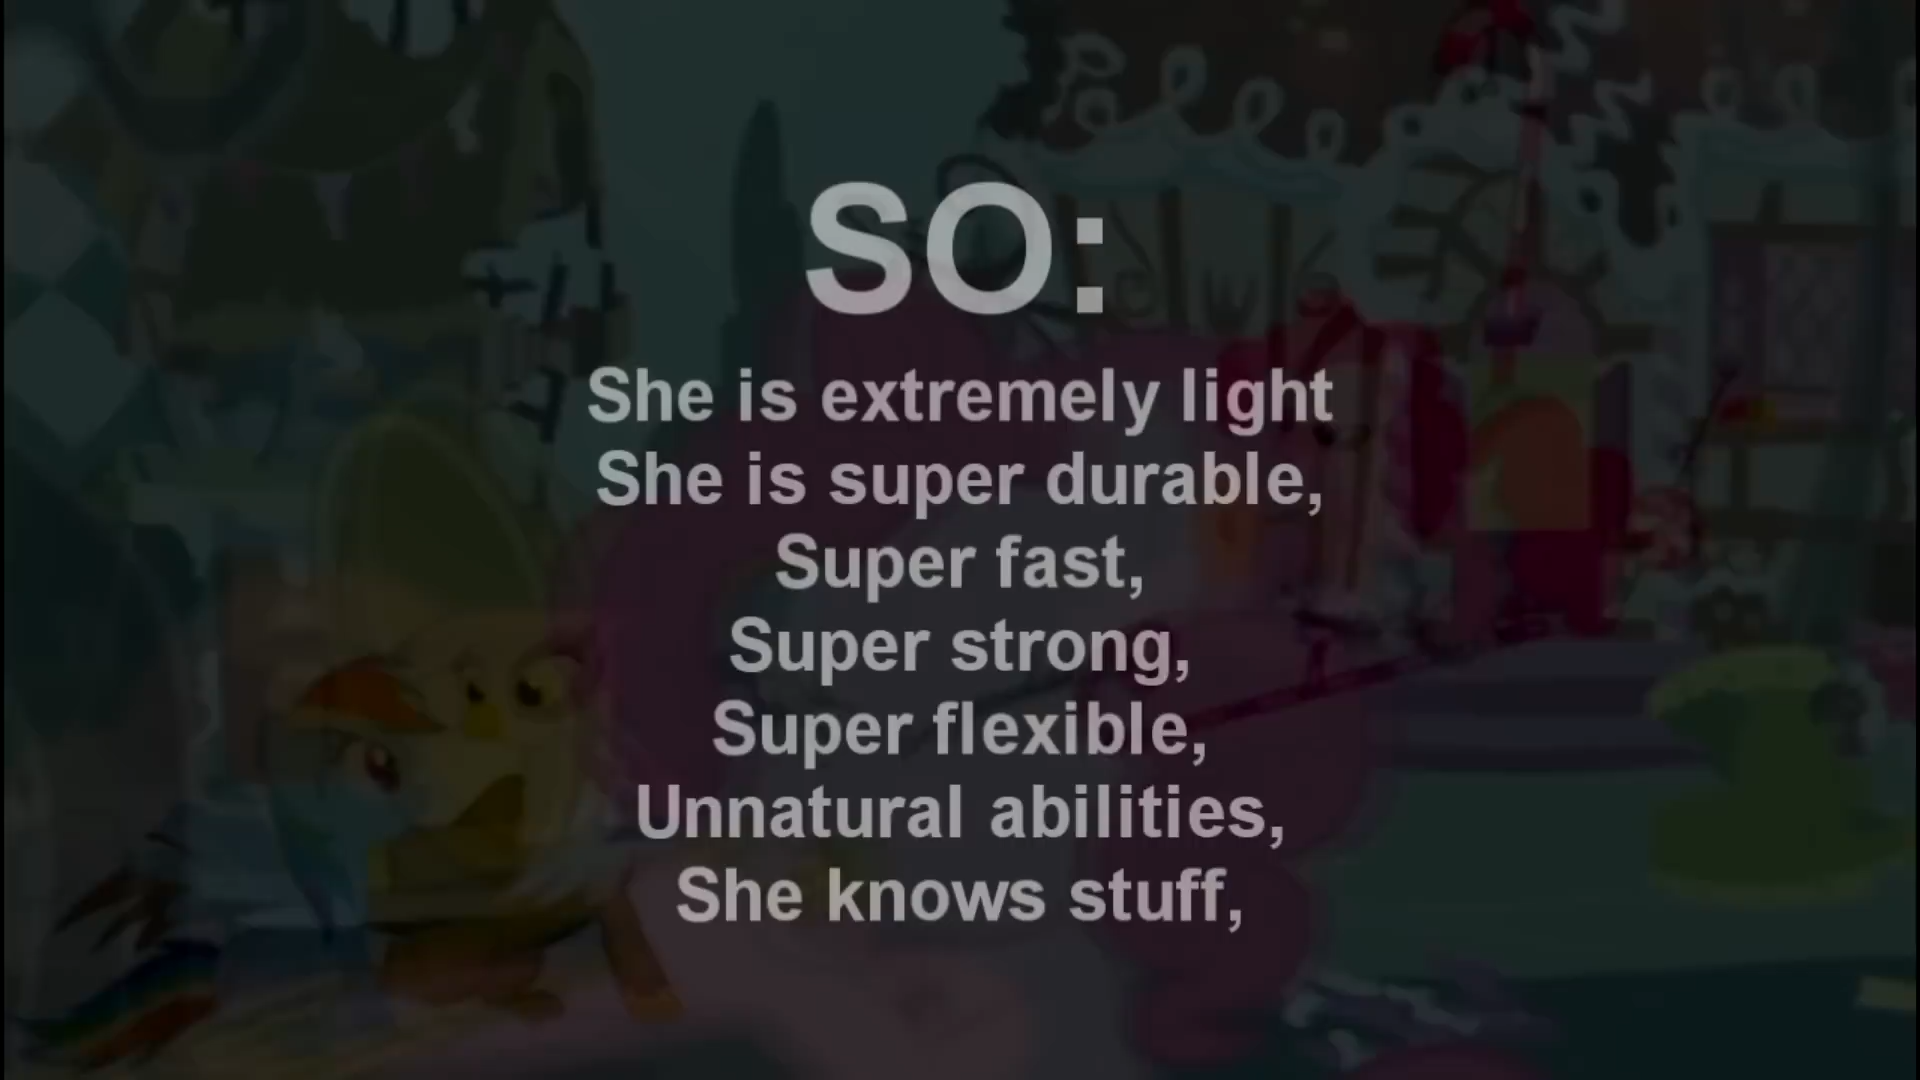 SO:
She is extremely light
She is super durable,
Super fast,
Super strong,
Super flexible,
Unnatural abilities,
She knows stuff,